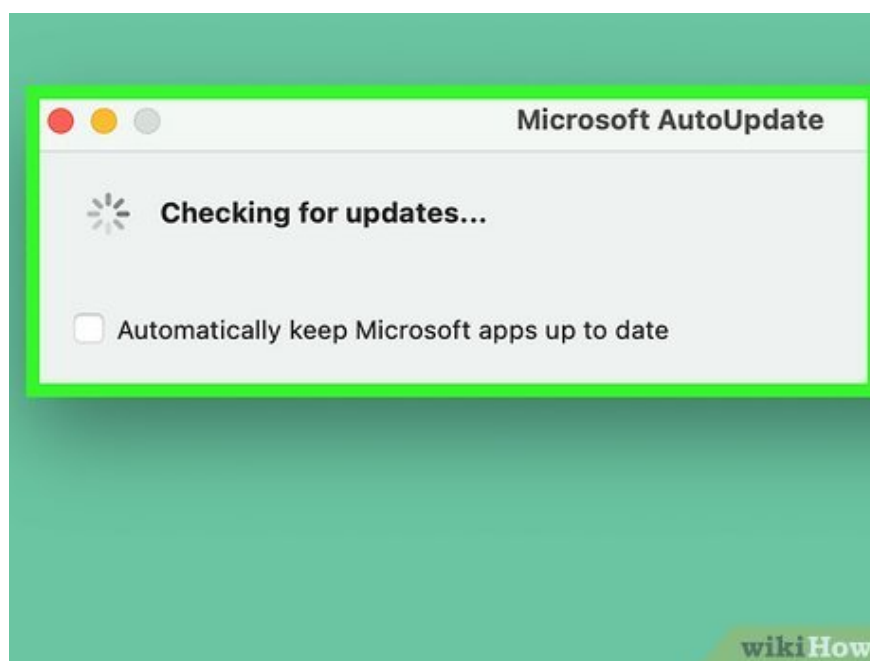 Microsoft AutoUpdate
Checking for updates...
Automatically keep Microsoft apps up to date
wikiHow